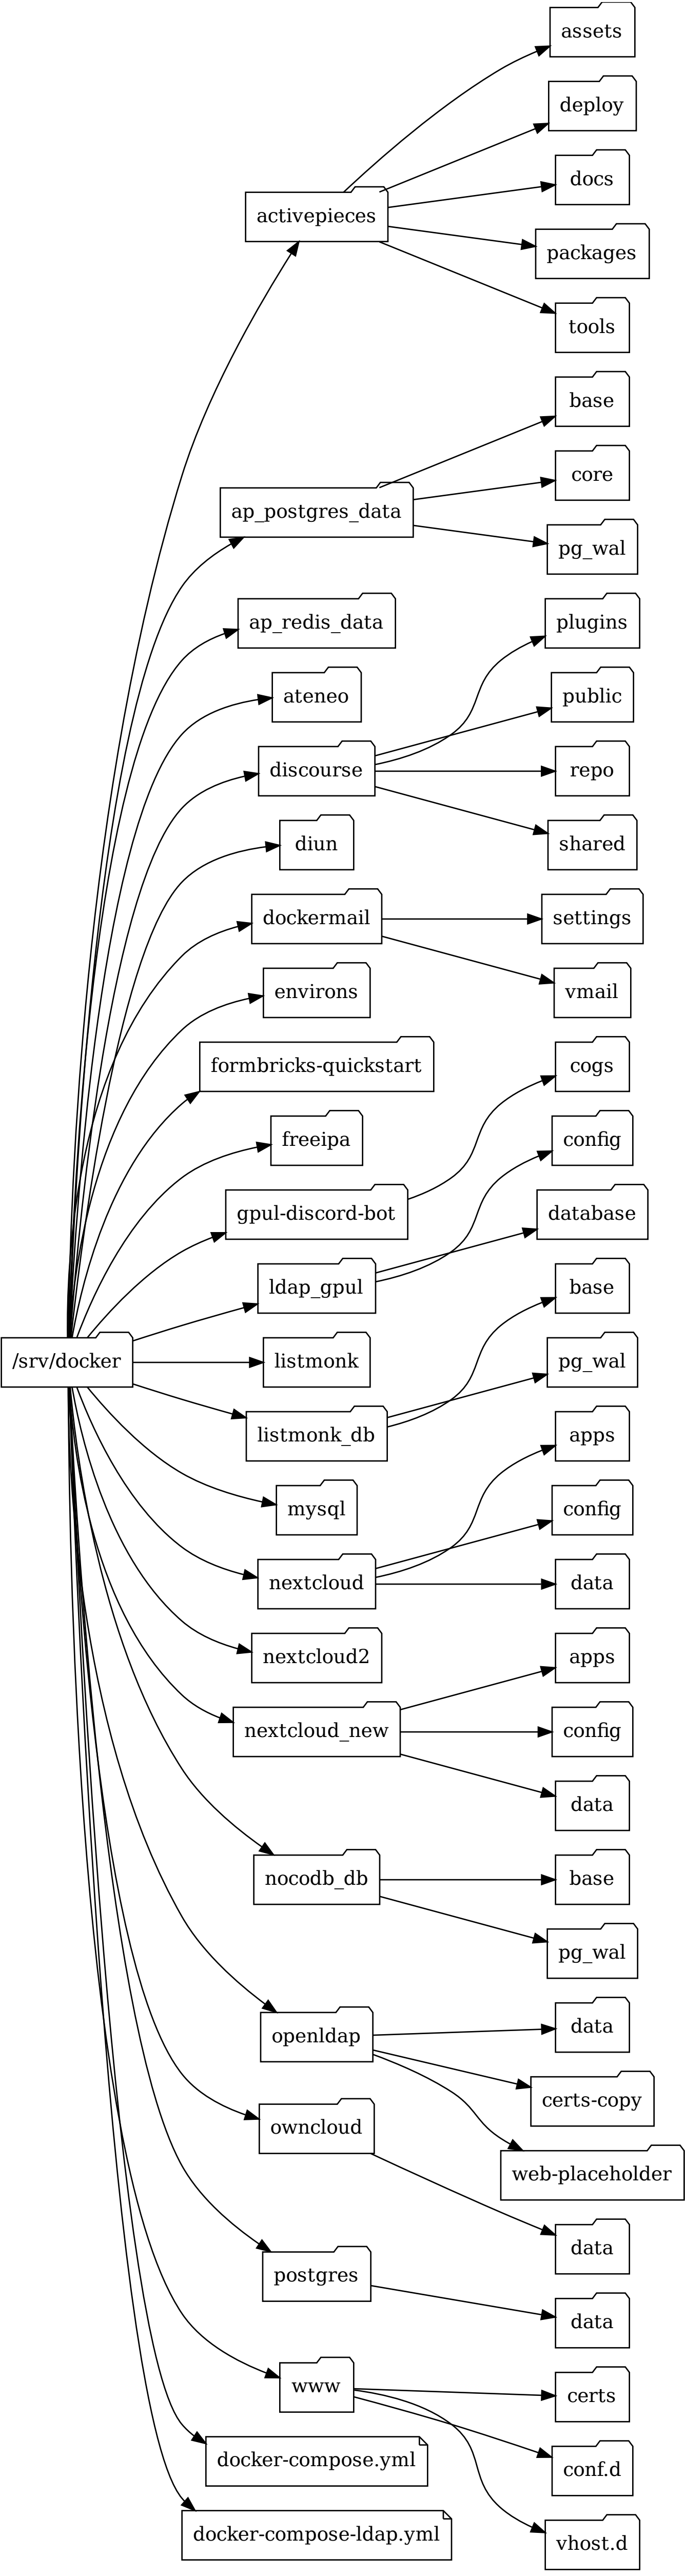 assets
deploy
docs
activepieces
packages
tools
base
core
ap_postgres_data
pg_wal
ap_redis_data
plugins
ateneo
public
discourse
repo
diun
shared
dockermail
settings
environs
vmail
formbricks-quickstart
cogs
freeipa
config
gpul-discord-bot
database
ldap_gpul
base
/srv/docker
listmonk
pg_wal
listmonk_db
apps
mysql
config
nextcloud
data
nextcloud2
apps
nextcloud_new
config
data
nocodb_db
base
pg_wal
openldap
data
certs-copy
owncloud
web-placeholder
data
postgres
data
www
certs
docker-compose.yml
conf.d
docker-compose-ldap.yml
vhost.d